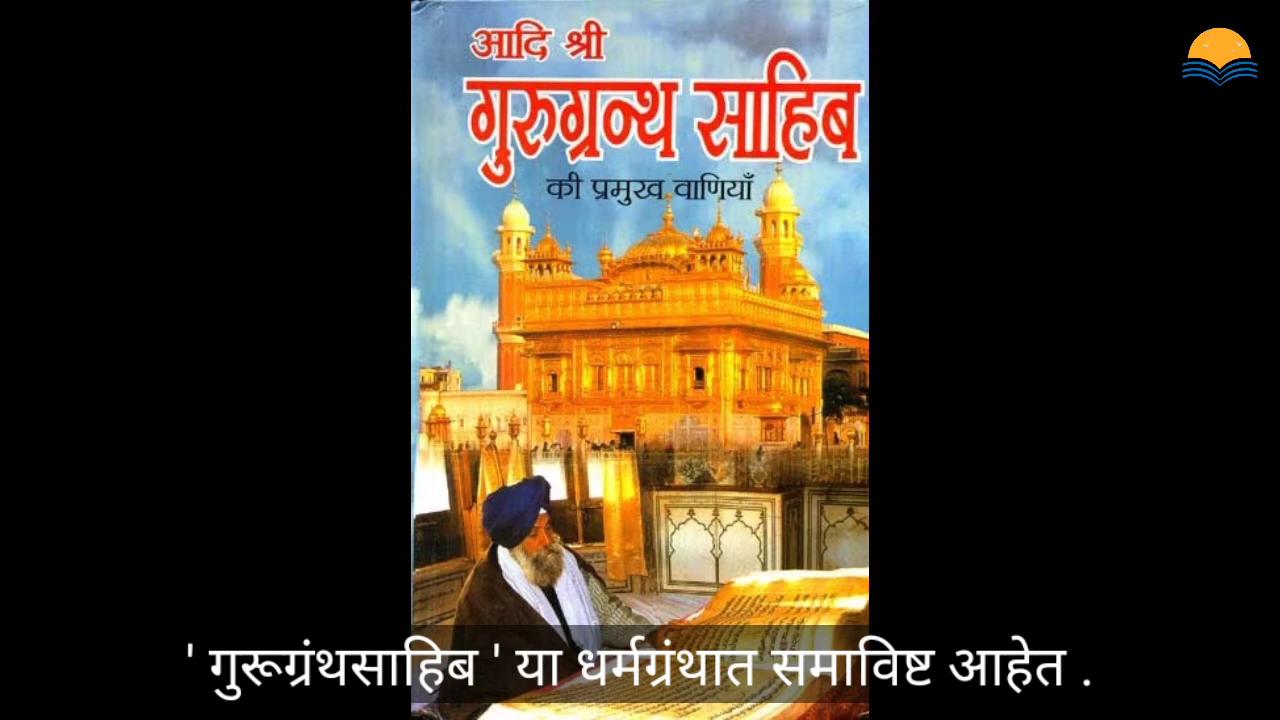 आदि श्री
गुरुग्रन्थ साहिब
की प्रमुख वाणियाँ
' गुरूग्रंथसाहिब ' या धर्मग्रंथात समाविष्ट आहेत .